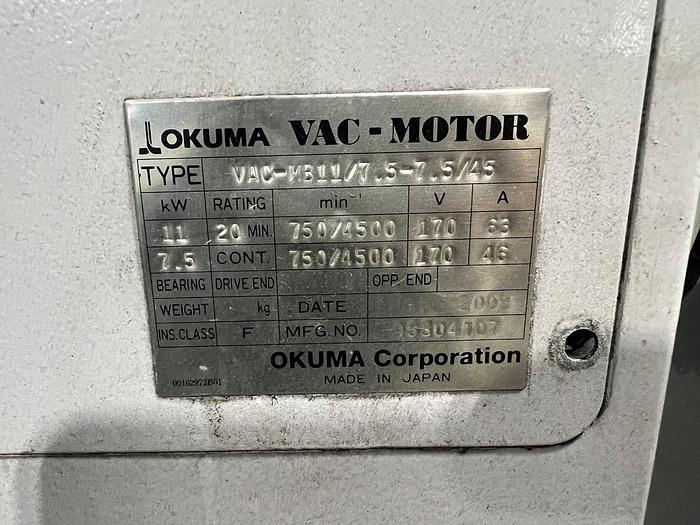 OKUMA VAC-MOTOR
TYPE VAC-MB11/7.5-7.5/45
kW RATING min⁻¹ V A
11 20 MIN. 750/4500 170 63
7.5 CONT. 750/4500 170 46
BEARING DRIVE END OPP. END
WEIGHT kg DATE
INS.CLASS F MFG.NO.
OKUMA Corporation
00162972B01 MADE IN JAPAN